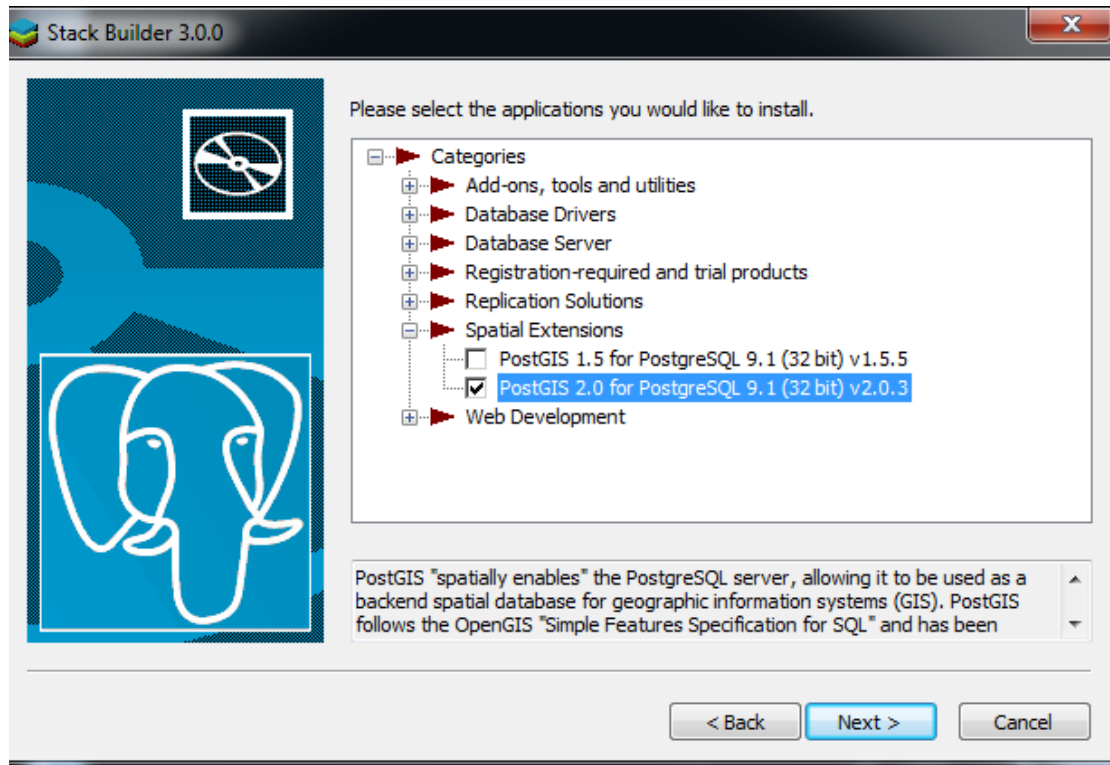 Stack Builder 3.0.0
Please select the applications you would like to install.
Categories
Add-ons, tools and utilities
Database Drivers
Database Server
Registration-required and trial products
Replication Solutions
Spatial Extensions
PostGIS 1.5 for PostgreSQL 9.1 (32 bit) v1.5.5
PostGIS 2.0 for PostgreSQL 9.1 (32 bit) v2.0.3
Web Development
PostGIS "spatially enables" the PostgreSQL server, allowing it to be used as a
backend spatial database for geographic information systems (GIS). PostGIS
follows the OpenGIS "Simple Features Specification for SQL" and has been
< Back Next > Cancel